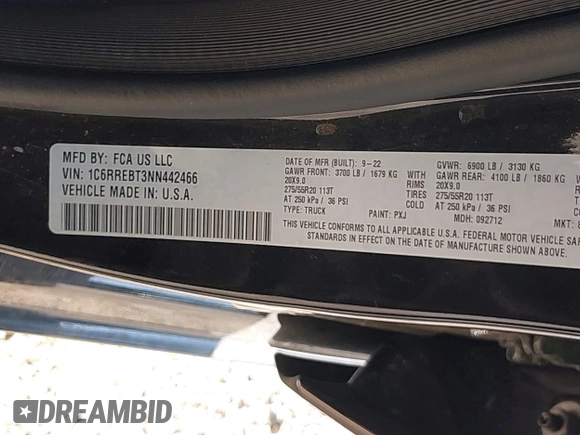 MFD BY: FCA US LLC
VIN: 1C6RREBT3NN442466
VEHICLE MADE IN: U.S.A.
DATE OF MFR (BUILT): 9-22 GVWR: 6900 LB / 3130 KG
GAWR FRONT: 3700 LB / 1679 KG WITH GAWR REAR: 4100 LB / 1860 KG
20X9.0 RIMS 20X9.0
275/55R20 113T TIRES 275/55R20 113T
AT 250 kPa / 36 PSI COLD AT 250 kPa / 36 PSI
TYPE: TRUCK PAINT: PXJ MDH: 092712 MKT:
THIS VEHICLE CONFORMS TO ALL APPLICABLE U.S.A. FEDERAL MOTOR VEHICLE
STANDARDS IN EFFECT ON THE DATE OF MANUFACTURE SHOWN ABOVE.
DREAMBID